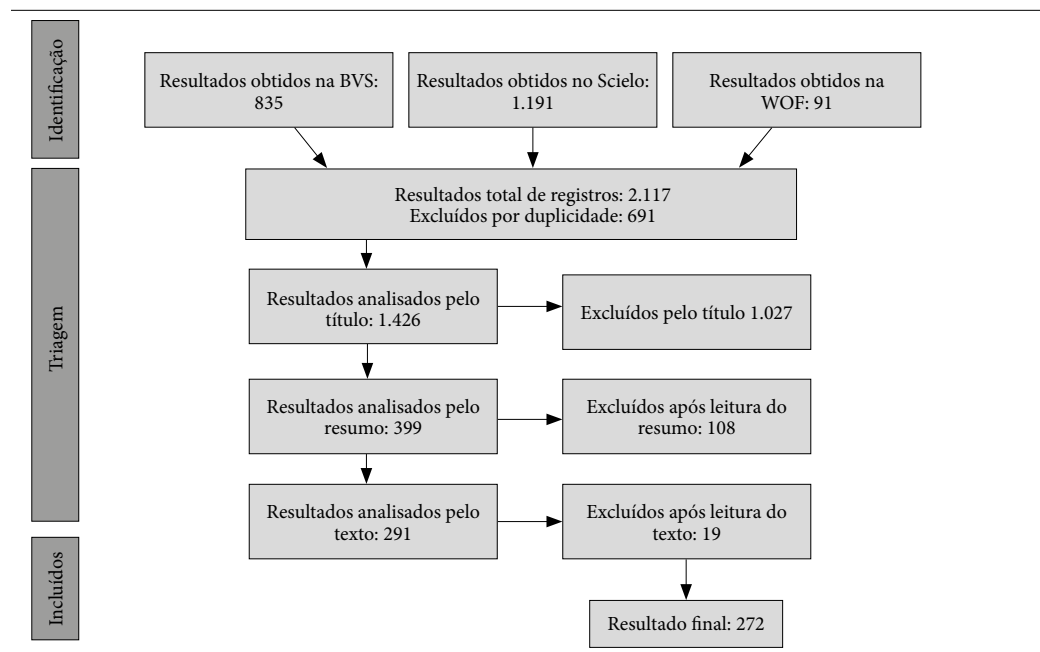 Identificação
Resultados obtidos na BVS:
835
Resultados obtidos no Scielo:
1.191
Resultados obtidos na
WOF: 91
Triagem
Resultados total de registros: 2.117
Excluídos por duplicidade: 691
Resultados analisados pelo
título: 1.426
Excluídos pelo título 1.027
Resultados analisados pelo
resumo: 399
Excluídos após leitura do
resumo: 108
Resultados analisados pelo
texto: 291
Excluídos após leitura do
texto: 19
Incluídos
Resultado final: 272